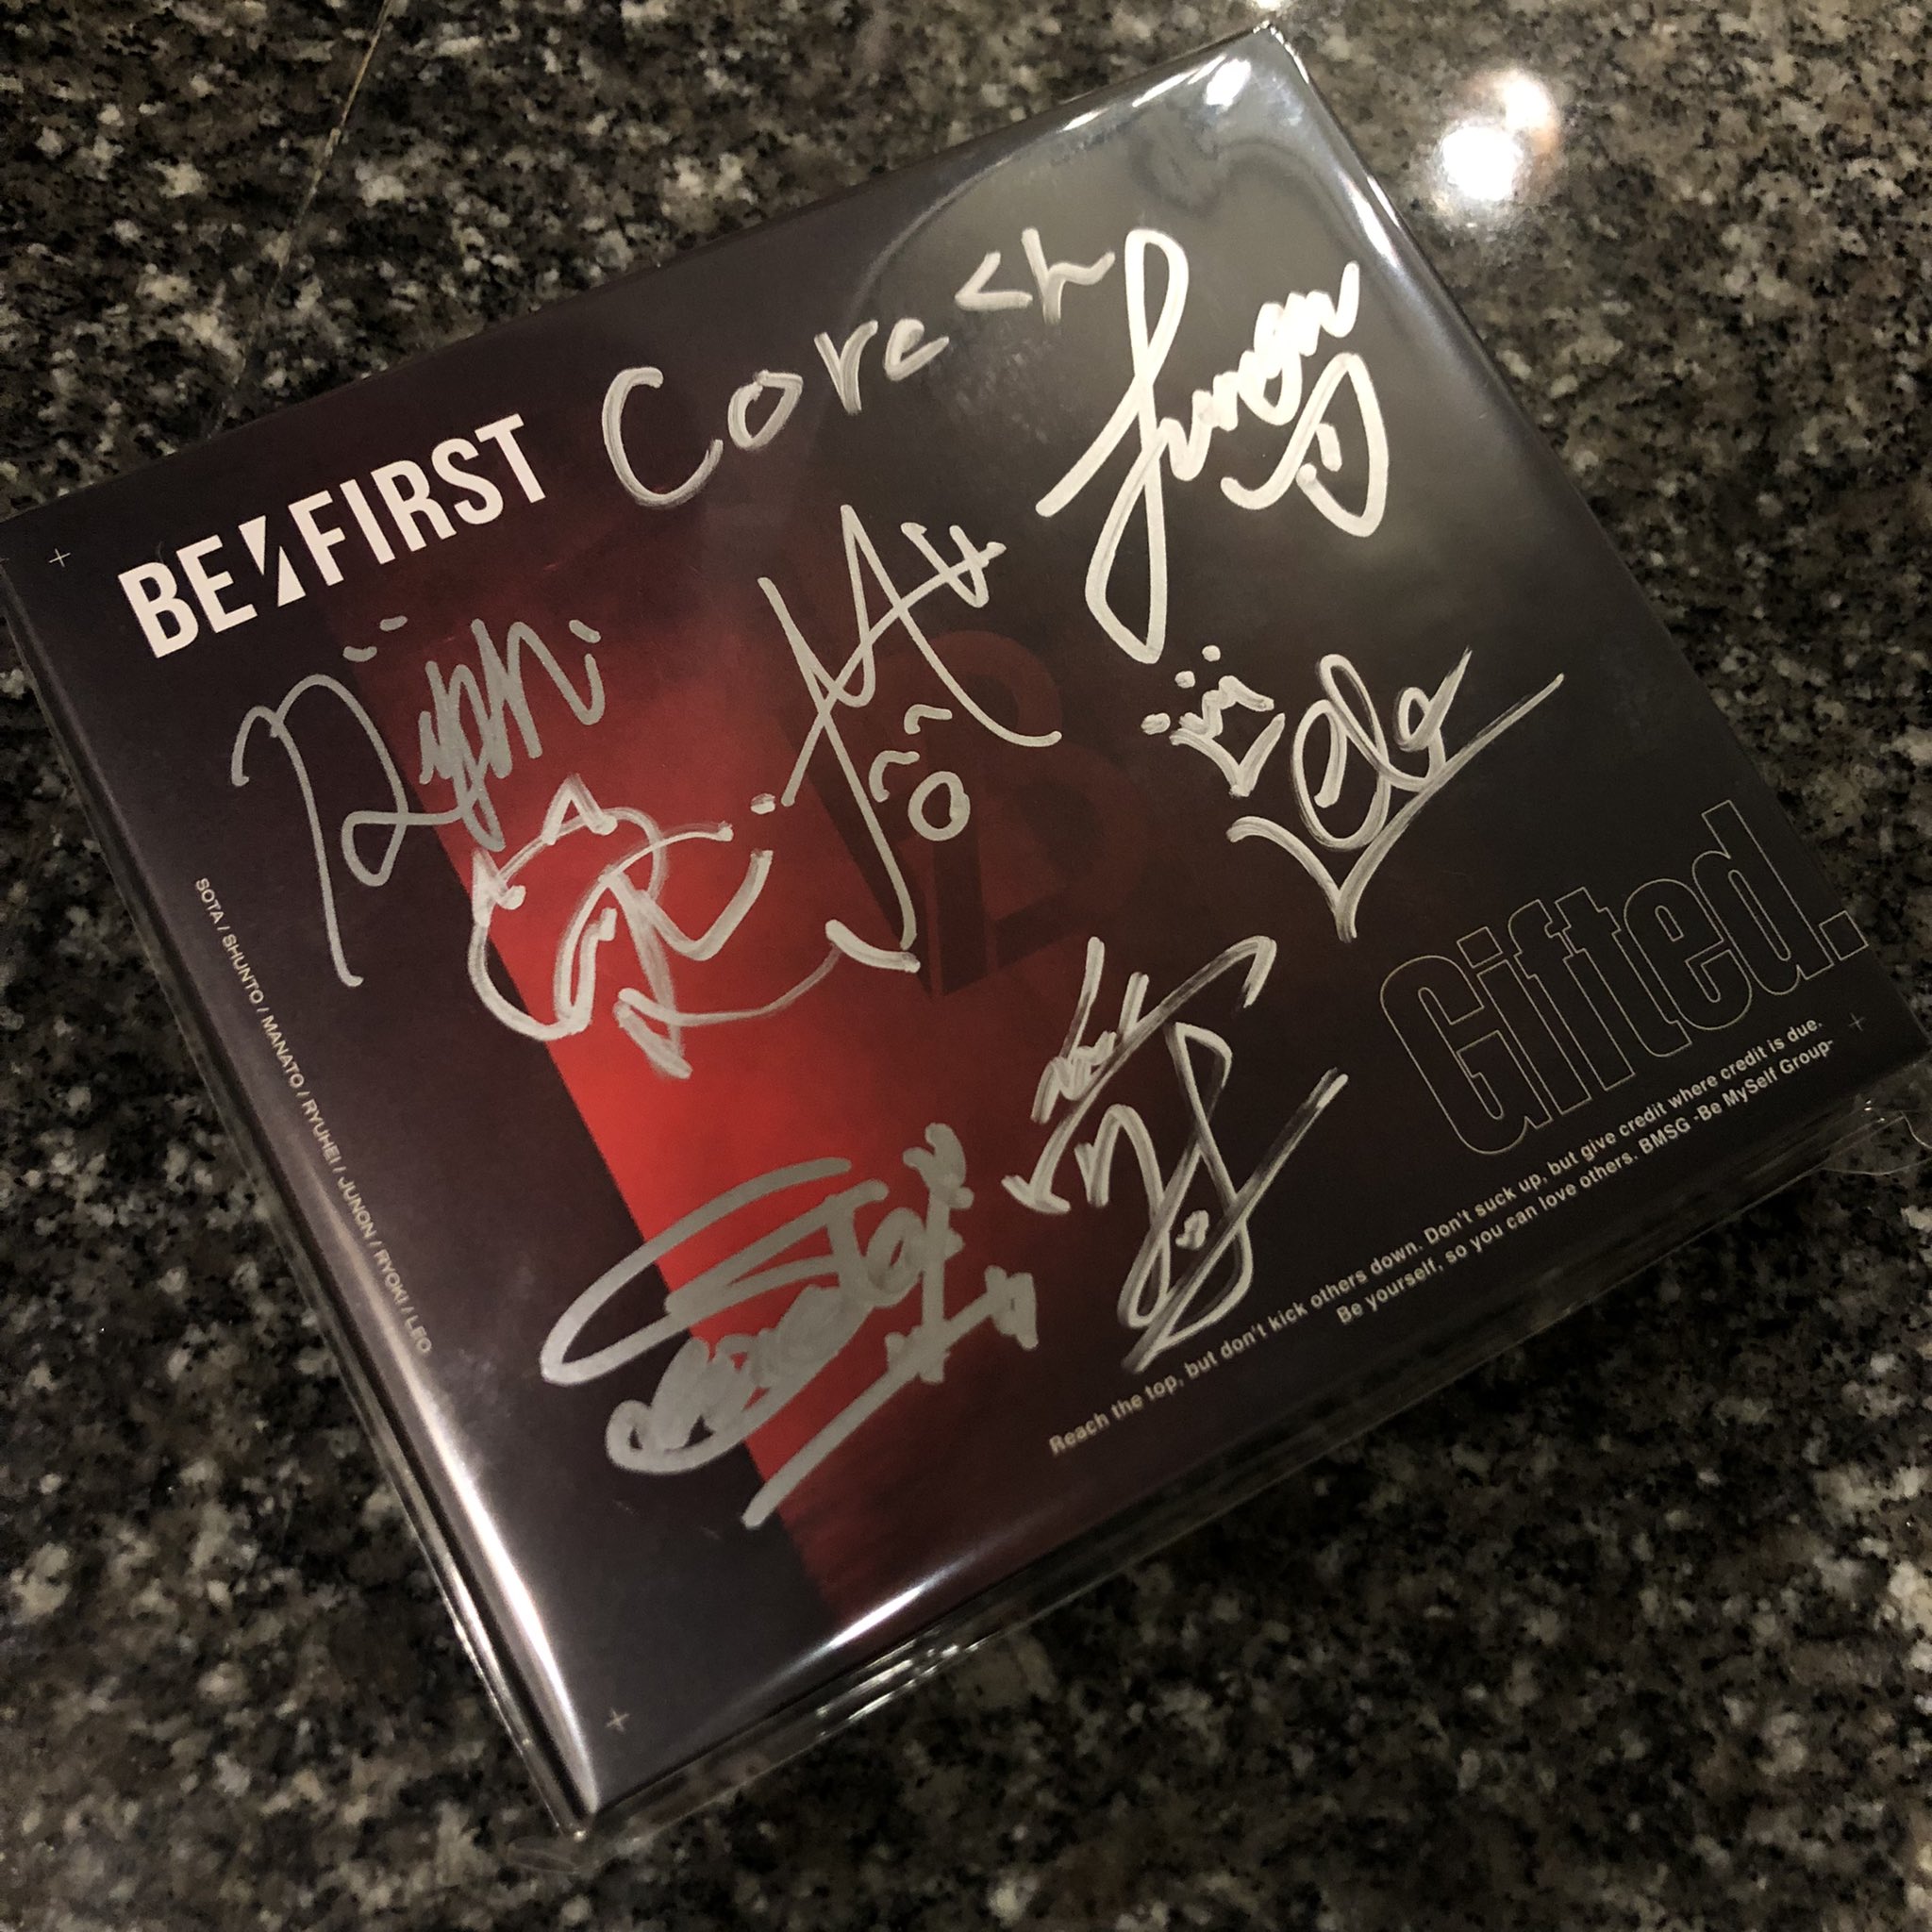 BE:FIRST
Coresh
Junon
Leo
Sota
SOTA / SHUNTO / MANATO / RYUHEI / JUNON / RYOKI / LEO
Gifted.
Reach the top, but don't kick others down. Don't suck up, but give credit where credit is due.
Be yourself, so you can love others. BMSG -Be MySelf Group-